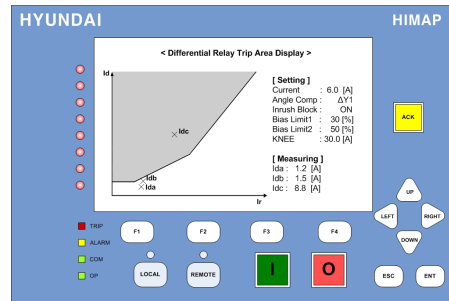 HYUNDAI
HIMAP
< Differential Relay Trip Area Display >
Id
[ Setting ]
Current : 6.0 [A]
Angle Comp : ΔY1
Inrush Block : ON
Bias Limit1 : 30 [%]
Bias Limit2 : 50 [%]
KNEE : 30.0 [A]
Idc
[ Measuring ]
Ida : 1.2 [A]
Idb : 1.5 [A]
Idc : 8.8 [A]
Idb
Ida
Ir
ACK
UP
LEFT
RIGHT
DOWN
ESC
ENT
TRIP
ALARM
COM
OP
F1
F2
F3
F4
LOCAL
REMOTE
I
O